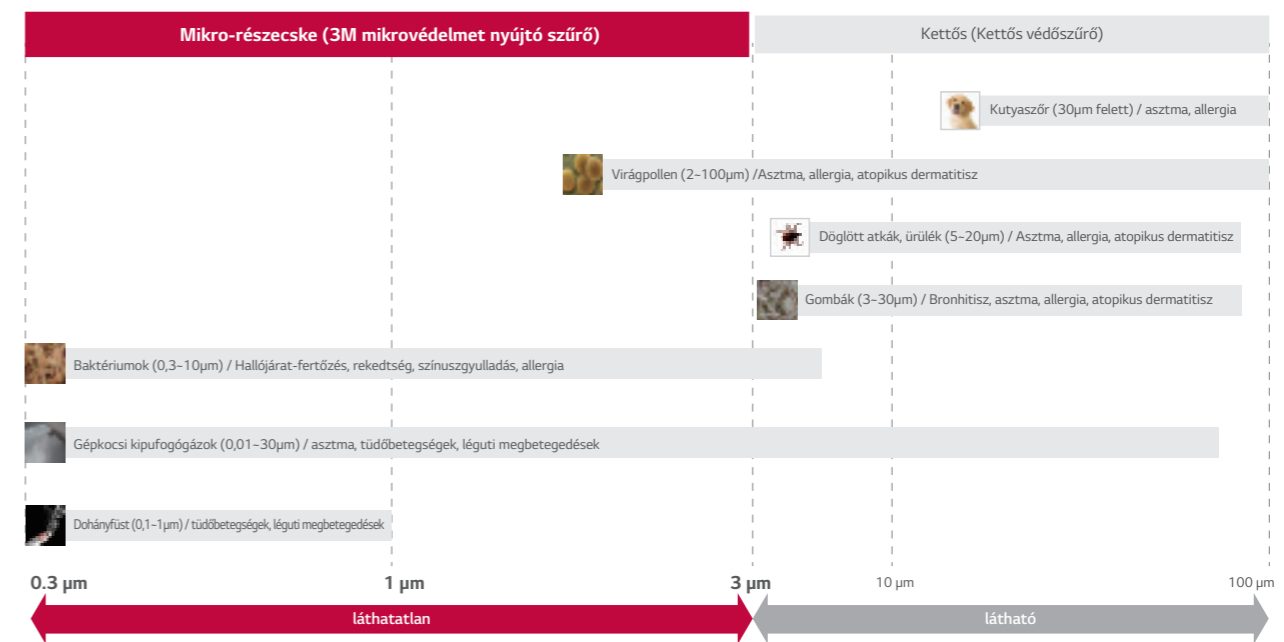 Mikro-részecske (3M mikrovédelmet nyújtó szűrő)
Kettős (Kettős védőszűrő)
Kutyaszőr (30µm felett) / asztma, allergia
Virágpollen (2~100µm) /Asztma, allergia, atopikus dermatitisz
Döglött atkák, ürülék (5~20µm) / Asztma, allergia, atopikus dermatitisz
Gombák (3~30µm) / Bronhitisz, asztma, allergia, atopikus dermatitisz
Baktériumok (0,3~10µm) / Hallójárat-fertőzés, rekedtség, színuszgyulladás, allergia
Gépkocsi kipufogógázok (0,01~30µm) / asztma, tüdőbetegségek, léguti megbetegedések
Dohányfüst (0,1~1µm) / tüdőbetegségek, léguti megbetegedések
0.3 µm
1 µm
3 µm
10 µm
100 µm
láthatatlan
látható